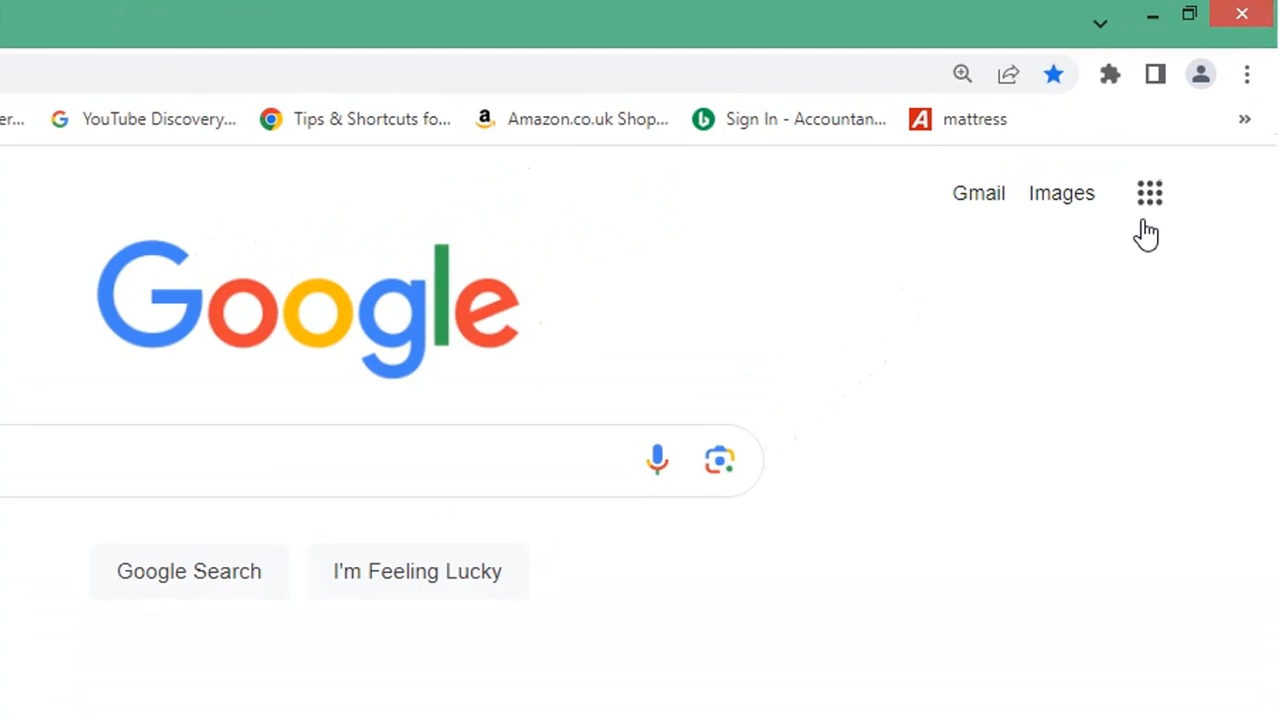 er... YouTube Discovery... Tips & Shortcuts fo... Amazon.co.uk Shop... Sign In - Accountan... mattress
Gmail Images
Google
Google Search I'm Feeling Lucky